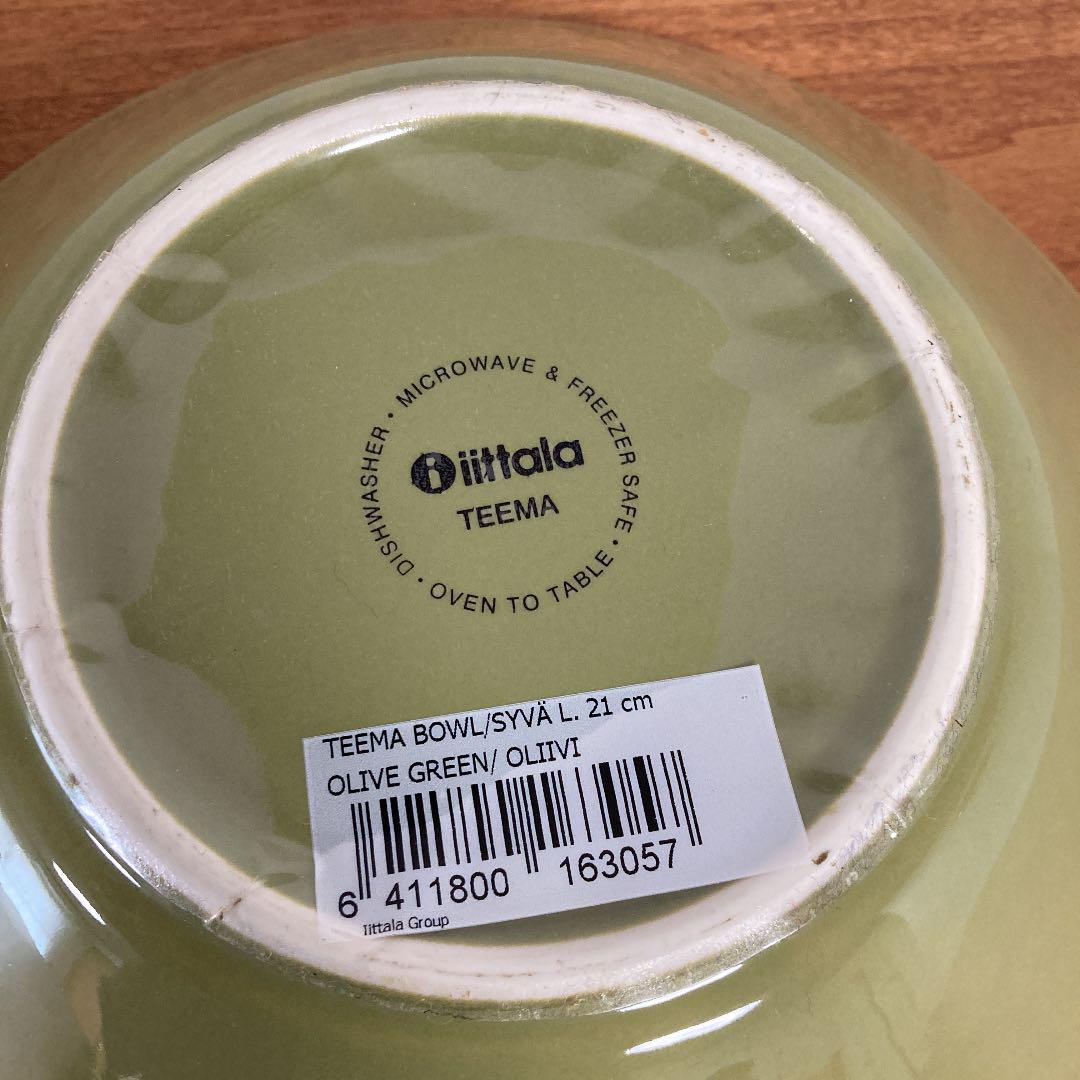 DISHWASHER • MICROWAVE & FREEZER SAFE • OVEN TO TABLE •
i iittala
TEEMA
TEEMA BOWL/SYVÄ L. 21 cm
OLIVE GREEN/ OLIIVI
6 411800 163057
Iittala Group